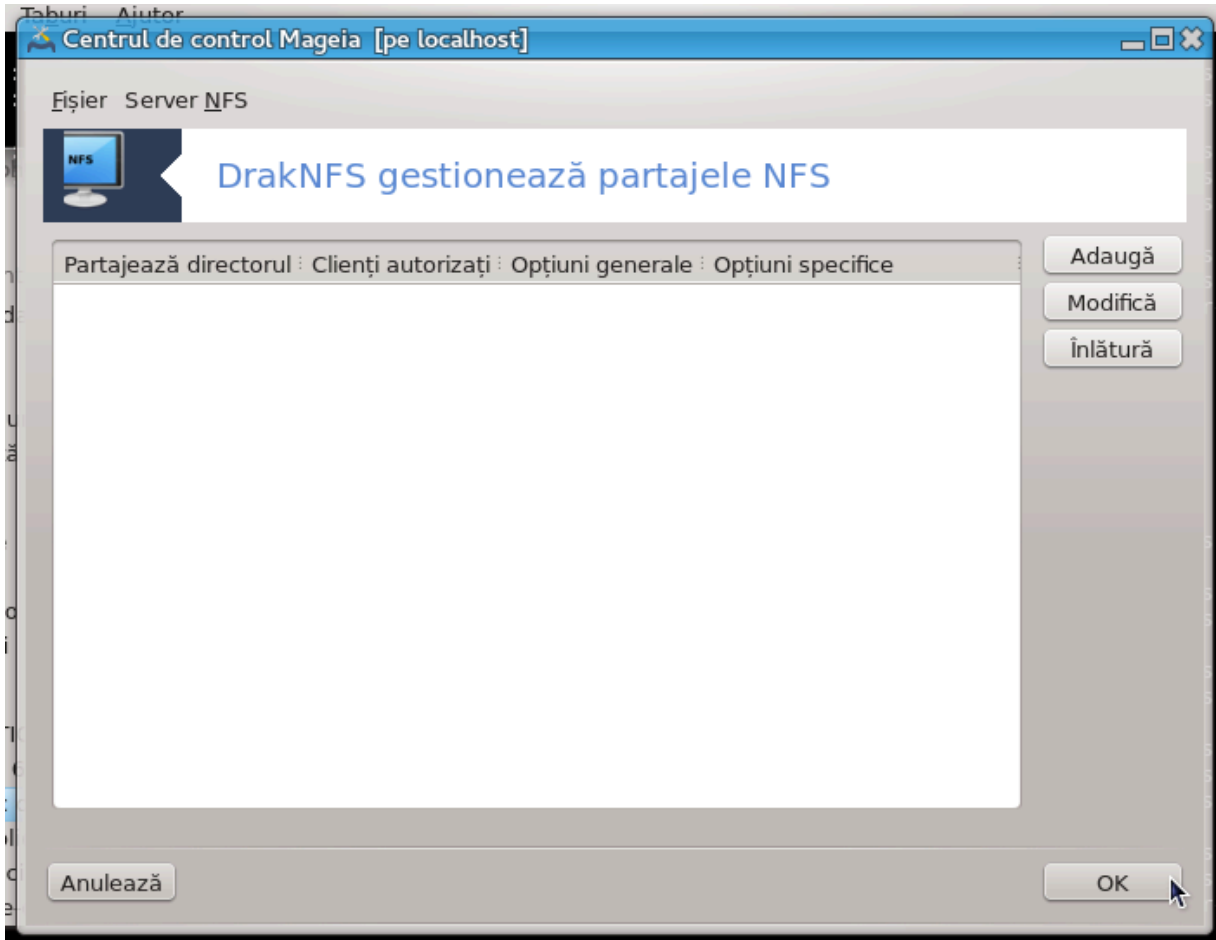 Taburi Ajutor
Centrul de control Mageia [pe localhost]
Fișier Server NFS
NFS
DrakNFS gestionează partajele NFS
Partajează directorul Clienți autorizați Opțiuni generale Opțiuni specifice
Adaugă
Modifică
Înlătură
Anulează OK